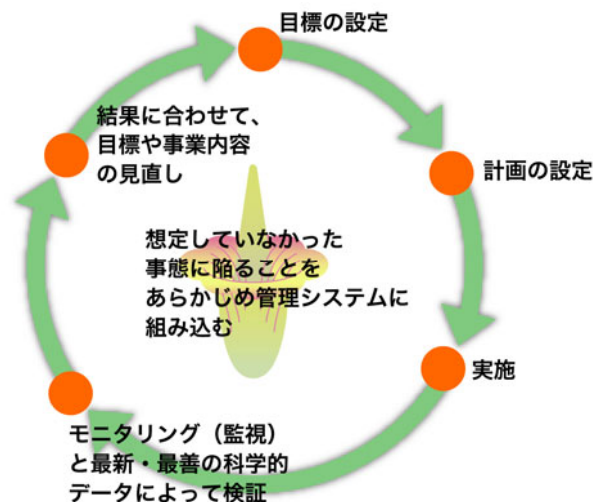 目標の設定
計画の設定
実施
モニタリング（監視）
と最新・最善の科学的
データによって検証
結果に合わせて、
目標や事業内容
の見直し
想定していなかった
事態に陥ることを
あらかじめ管理システムに
組み込む